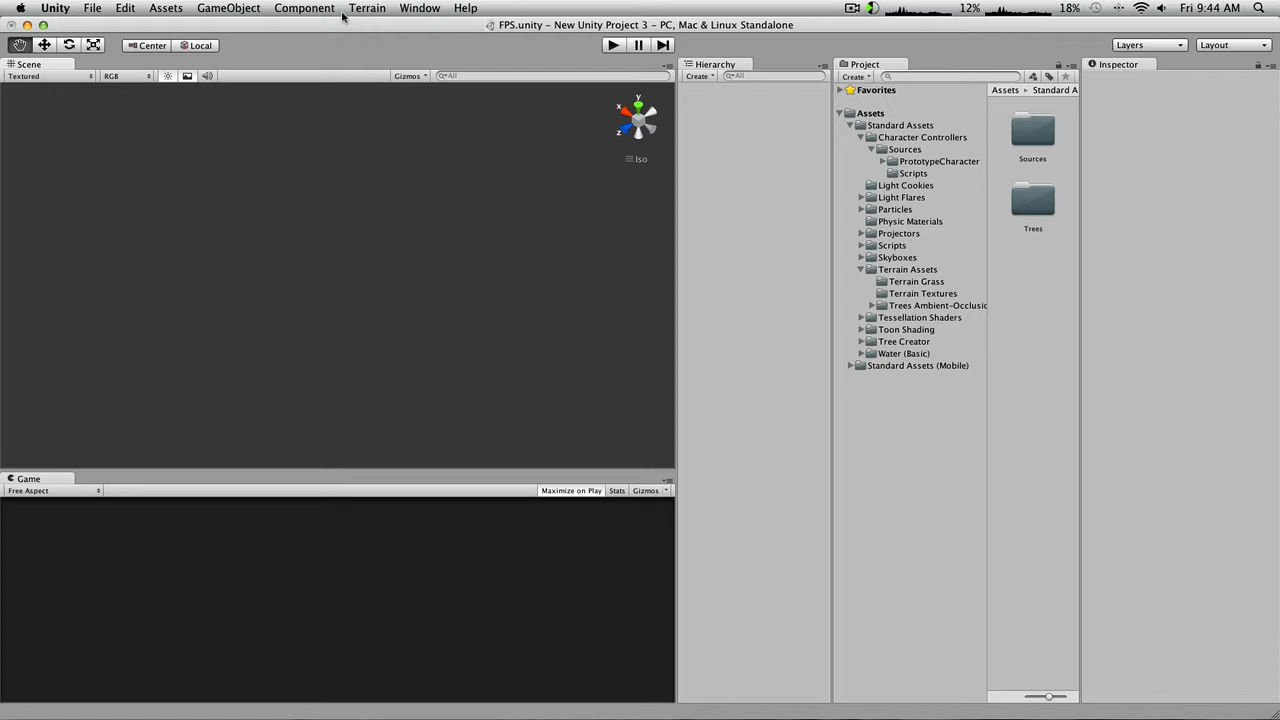 Unity File Edit Assets GameObject Component Terrain Window Help 12% 18% Fri 9:44 AM
FPS.unity – New Unity Project 3 – PC, Mac & Linux Standalone
Center Local Layers Layout
Scene Hierarchy Project Inspector
Textured RGB Gizmos All Create All Create
Favorites Assets Standard A
Assets
Standard Assets
Character Controllers
Sources
PrototypeCharacter
Scripts
Light Cookies
Light Flares
Particles
Physic Materials
Projectors
Scripts
Skyboxes
Terrain Assets
Terrain Grass
Terrain Textures
Trees Ambient-Occlusic
Tessellation Shaders
Toon Shading
Tree Creator
Water (Basic)
Standard Assets (Mobile)
Sources
Trees
y
x
z
Iso
Game
Free Aspect Maximize on Play Stats Gizmos